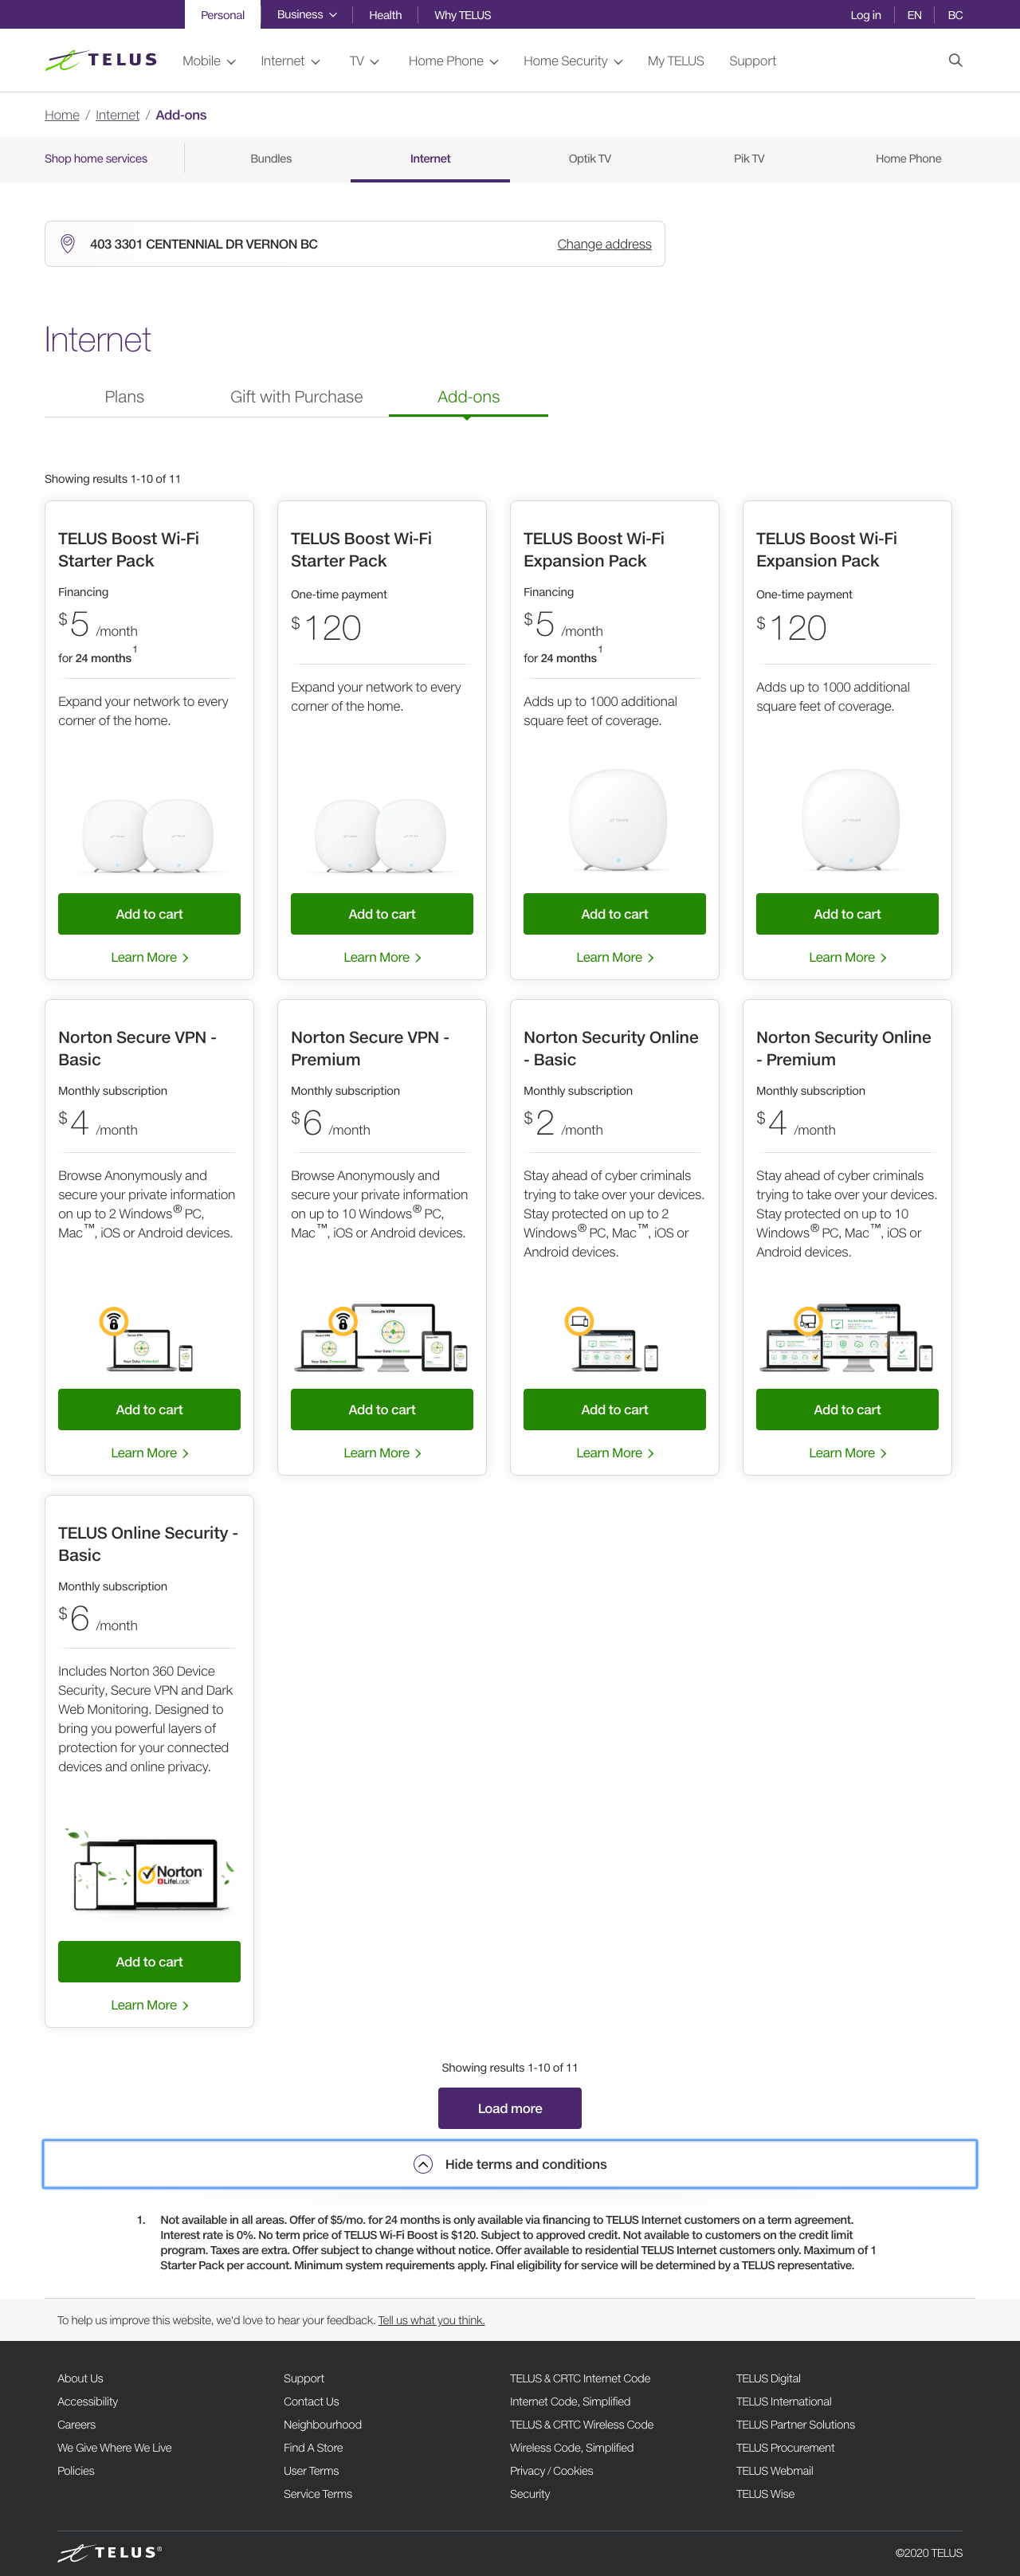 Personal
Business
Health
Why TELUS
Log in
EN
BC
TELUS
Mobile
Internet
TV
Home Phone
Home Security
My TELUS
Support
Home / Internet / Add-ons
Shop home services
Bundles
Internet
Optik TV
Pik TV
Home Phone
403 3301 CENTENNIAL DR VERNON BC
Change address
Internet
Plans
Gift with Purchase
Add-ons
Showing results 1-10 of 11
TELUS Boost Wi-Fi
Starter Pack
Financing
$5 /month
for 24 months1
Expand your network to every
corner of the home.
Add to cart
Learn More
TELUS Boost Wi-Fi
Starter Pack
One-time payment
$120
Expand your network to every
corner of the home.
Add to cart
Learn More
TELUS Boost Wi-Fi
Expansion Pack
Financing
$5 /month
for 24 months1
Adds up to 1000 additional
square feet of coverage.
Add to cart
Learn More
TELUS Boost Wi-Fi
Expansion Pack
One-time payment
$120
Adds up to 1000 additional
square feet of coverage.
Add to cart
Learn More
Norton Secure VPN -
Basic
Monthly subscription
$4 /month
Browse Anonymously and
secure your private information
on up to 2 Windows® PC,
Mac™, iOS or Android devices.
Add to cart
Learn More
Norton Secure VPN -
Premium
Monthly subscription
$6 /month
Browse Anonymously and
secure your private information
on up to 10 Windows® PC,
Mac™, iOS or Android devices.
Secure VPN
Your Data: Protected
Add to cart
Learn More
Norton Security Online
- Basic
Monthly subscription
$2 /month
Stay ahead of cyber criminals
trying to take over your devices.
Stay protected on up to 2
Windows® PC, Mac™, iOS or
Android devices.
Add to cart
Learn More
Norton Security Online
- Premium
Monthly subscription
$4 /month
Stay ahead of cyber criminals
trying to take over your devices.
Stay protected on up to 10
Windows® PC, Mac™, iOS or
Android devices.
Add to cart
Learn More
TELUS Online Security -
Basic
Monthly subscription
$6 /month
Includes Norton 360 Device
Security, Secure VPN and Dark
Web Monitoring. Designed to
bring you powerful layers of
protection for your connected
devices and online privacy.
Norton
LifeLock
Add to cart
Learn More
Showing results 1-10 of 11
Load more
Hide terms and conditions
1. Not available in all areas. Offer of $5/mo. for 24 months is only available via financing to TELUS Internet customers on a term agreement.
Interest rate is 0%. No term price of TELUS Wi-Fi Boost is $120. Subject to approved credit. Not available to customers on the credit limit
program. Taxes are extra. Offer subject to change without notice. Offer available to residential TELUS Internet customers only. Maximum of 1
Starter Pack per account. Minimum system requirements apply. Final eligibility for service will be determined by a TELUS representative.
To help us improve this website, we'd love to hear your feedback. Tell us what you think.
About Us
Accessibility
Careers
We Give Where We Live
Policies
Support
Contact Us
Neighbourhood
Find A Store
User Terms
Service Terms
TELUS & CRTC Internet Code
Internet Code, Simplified
TELUS & CRTC Wireless Code
Wireless Code, Simplified
Privacy / Cookies
Security
TELUS Digital
TELUS International
TELUS Partner Solutions
TELUS Procurement
TELUS Webmail
TELUS Wise
TELUS®
©2020 TELUS